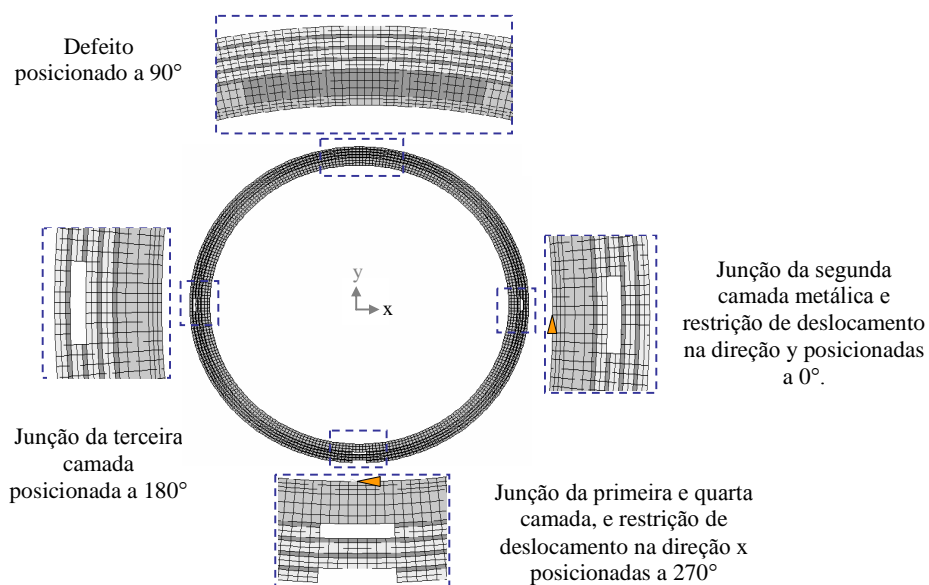 Defeito
posicionado a 90°
y
x
Junção da segunda
camada metálica e
restrição de deslocamento
na direção y posicionadas
a 0°.
Junção da terceira
camada
posicionada a 180°
Junção da primeira e quarta
camada, e restrição de
deslocamento na direção x
posicionadas a 270°